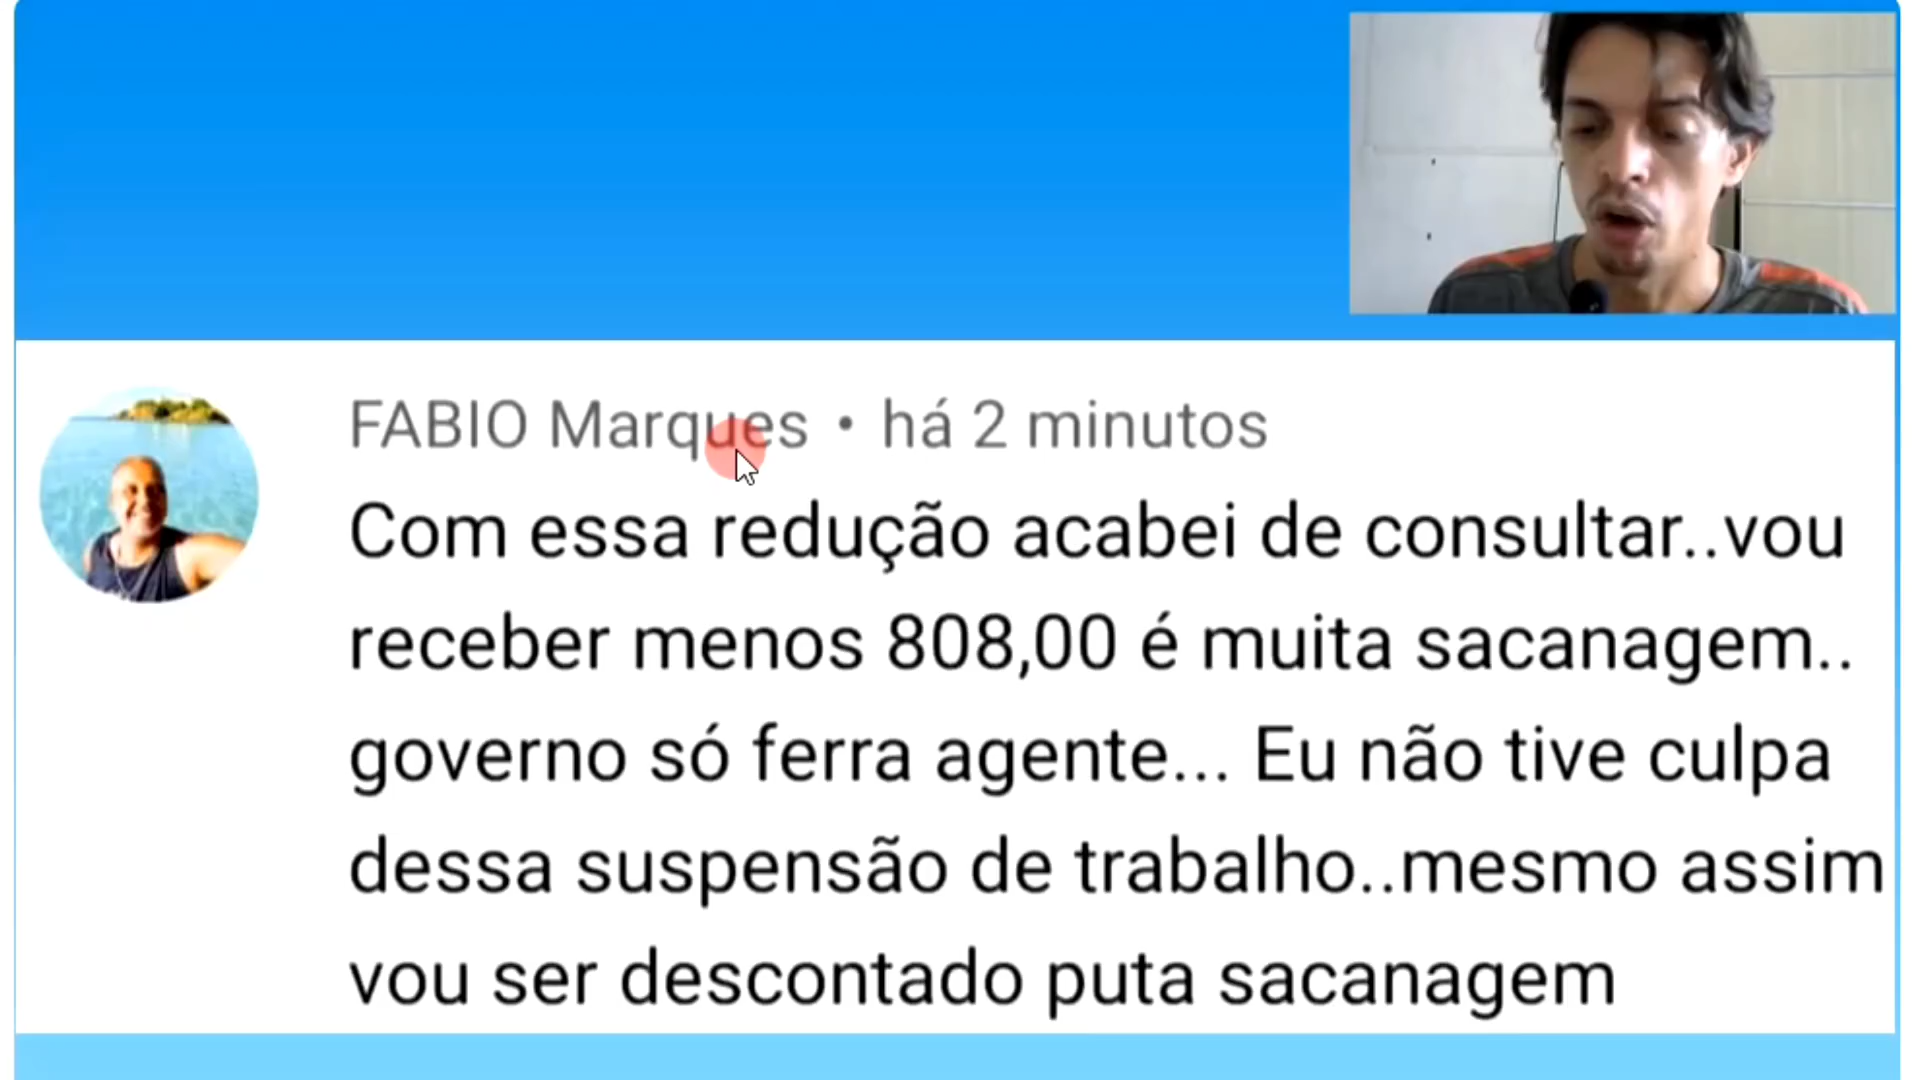 FABIO Marques • há 2 minutos
Com essa redução acabei de consultar..vou
receber menos 808,00 é muita sacanagem..
governo só ferra agente... Eu não tive culpa
dessa suspensão de trabalho..mesmo assim
vou ser descontado puta sacanagem